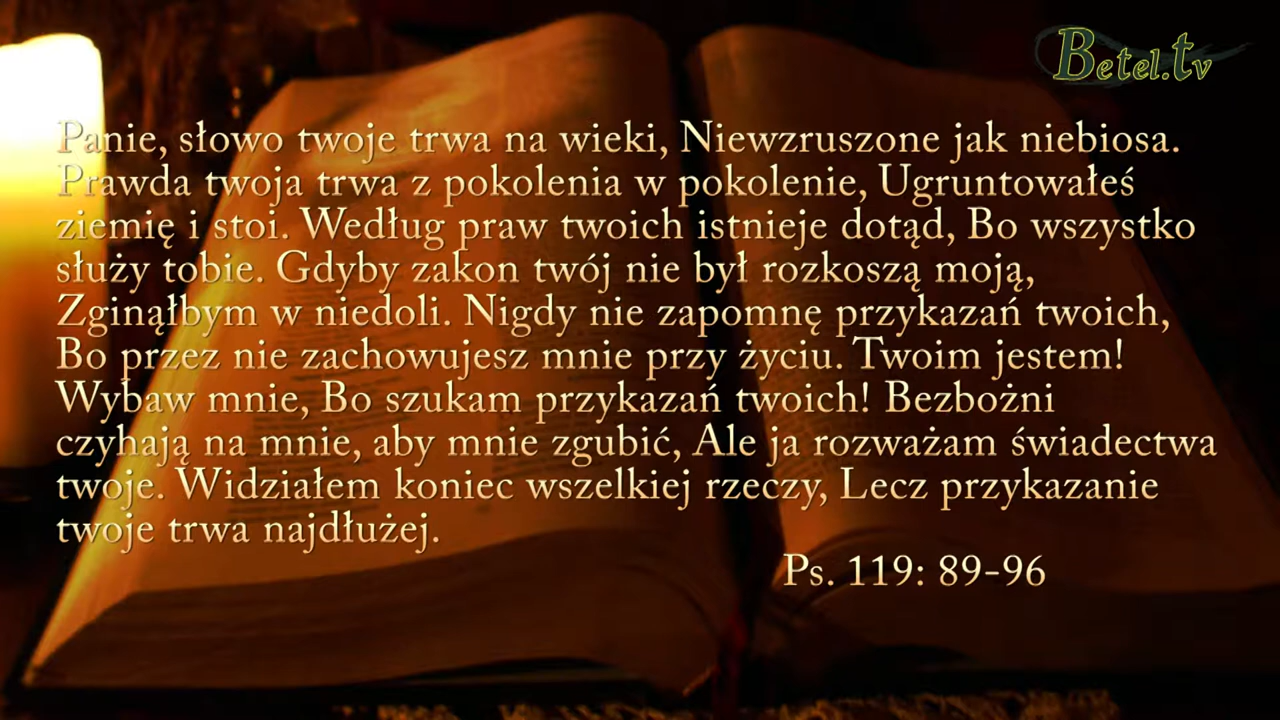 Betel.tv
Panie, słowo twoje trwa na wieki, Niewzruszone jak niebiosa.
Prawda twoja trwa z pokolenia w pokolenie, Ugruntowałeś
ziemię i stoi. Według praw twoich istnieje dotąd, Bo wszystko
służy tobie. Gdyby zakon twój nie był rozkoszą moją,
Zginąłbym w niedoli. Nigdy nie zapomnę przykazań twoich,
Bo przez nie zachowujesz mnie przy życiu. Twoim jestem!
Wybaw mnie, Bo szukam przykazań twoich! Bezbożni
czyhają na mnie, aby mnie zgubić, Ale ja rozważam świadectwa
twoje. Widziałem koniec wszelkiej rzeczy, Lecz przykazanie
twoje trwa najdłużej.
Ps. 119: 89-96